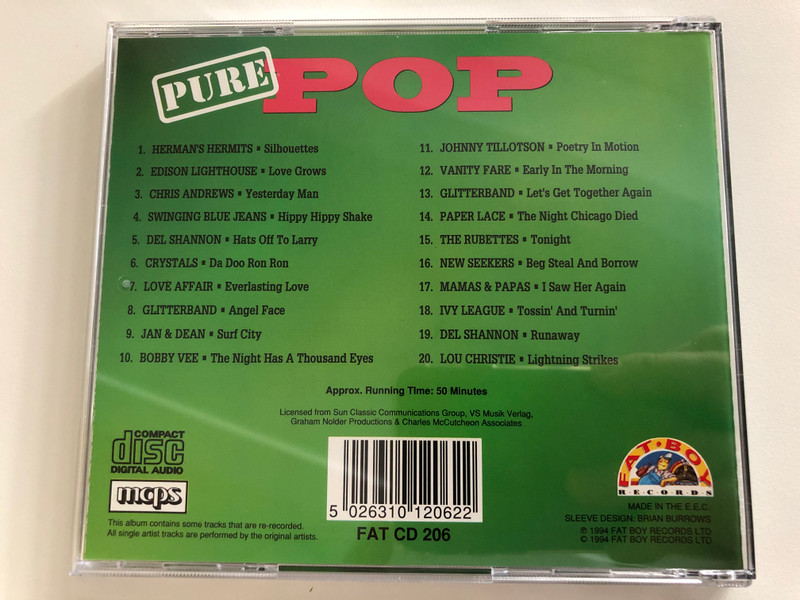 PURE POP
1. HERMAN'S HERMITS ▪ Silhouettes
2. EDISON LIGHTHOUSE ▪ Love Grows
3. CHRIS ANDREWS ▪ Yesterday Man
4. SWINGING BLUE JEANS ▪ Hippy Hippy Shake
5. DEL SHANNON ▪ Hats Off To Larry
6. CRYSTALS ▪ Da Doo Ron Ron
7. LOVE AFFAIR ▪ Everlasting Love
8. GLITTERBAND ▪ Angel Face
9. JAN & DEAN ▪ Surf City
10. BOBBY VEE ▪ The Night Has A Thousand Eyes
11. JOHNNY TILLOTSON ▪ Poetry In Motion
12. VANITY FARE ▪ Early In The Morning
13. GLITTERBAND ▪ Let's Get Together Again
14. PAPER LACE ▪ The Night Chicago Died
15. THE RUBETTES ▪ Tonight
16. NEW SEEKERS ▪ Beg Steal And Borrow
17. MAMAS & PAPAS ▪ I Saw Her Again
18. IVY LEAGUE ▪ Tossin' And Turnin'
19. DEL SHANNON ▪ Runaway
20. LOU CHRISTIE ▪ Lightning Strikes
Approx. Running TIme: 50 Minutes
Licensed from Sun Classic Communications Group, VS Musik Verlag,
Graham Nolder Productions & Charles McCutcheon Associates
COMPACT
disc
DIGITAL AUDIO
mcps
This album contains some tracks that are re-recorded.
All single artist tracks are performed by the original artists.
5 026310 120622
FAT CD 206
FAT•BOY
R•E•C•O•R•D•S
MADE IN THE E.E.C.
SLEEVE DESIGN: BRIAN BURROWS
℗ 1994 FAT BOY RECORDS LTD
© 1994 FAT BOY RECORDS LTD